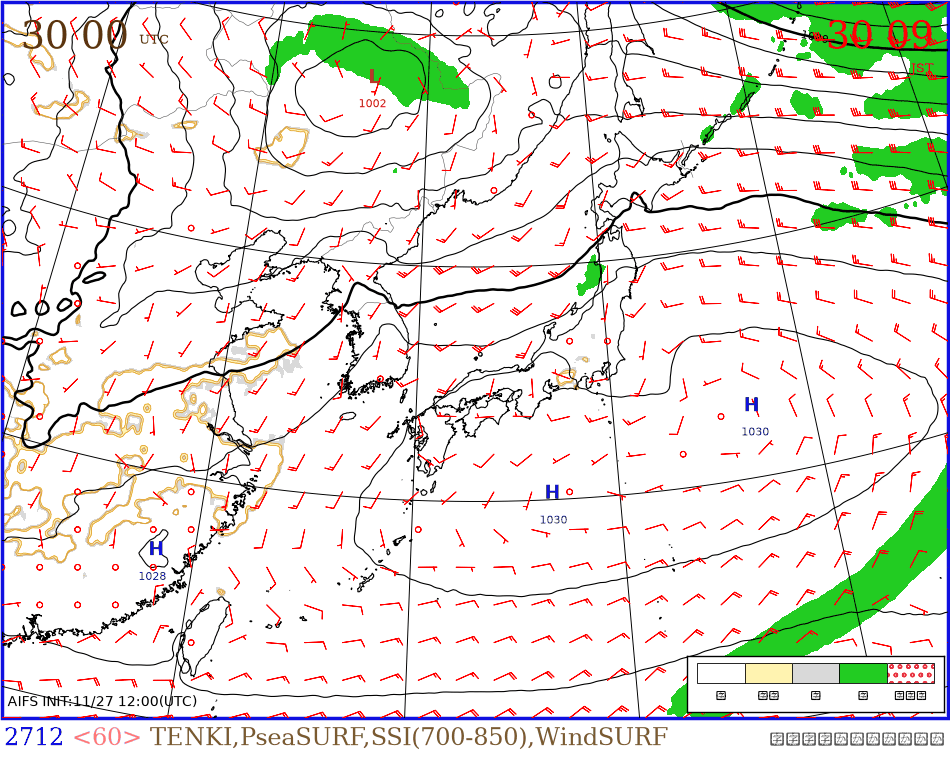 30 00 UTC
30 09 JST
L
1002
H
1030
H
1030
H
1028
AIFS INIT:11/27 12:00(UTC)
2712 <60> TENKI,PseaSURF,SSI(700-850),WindSURF